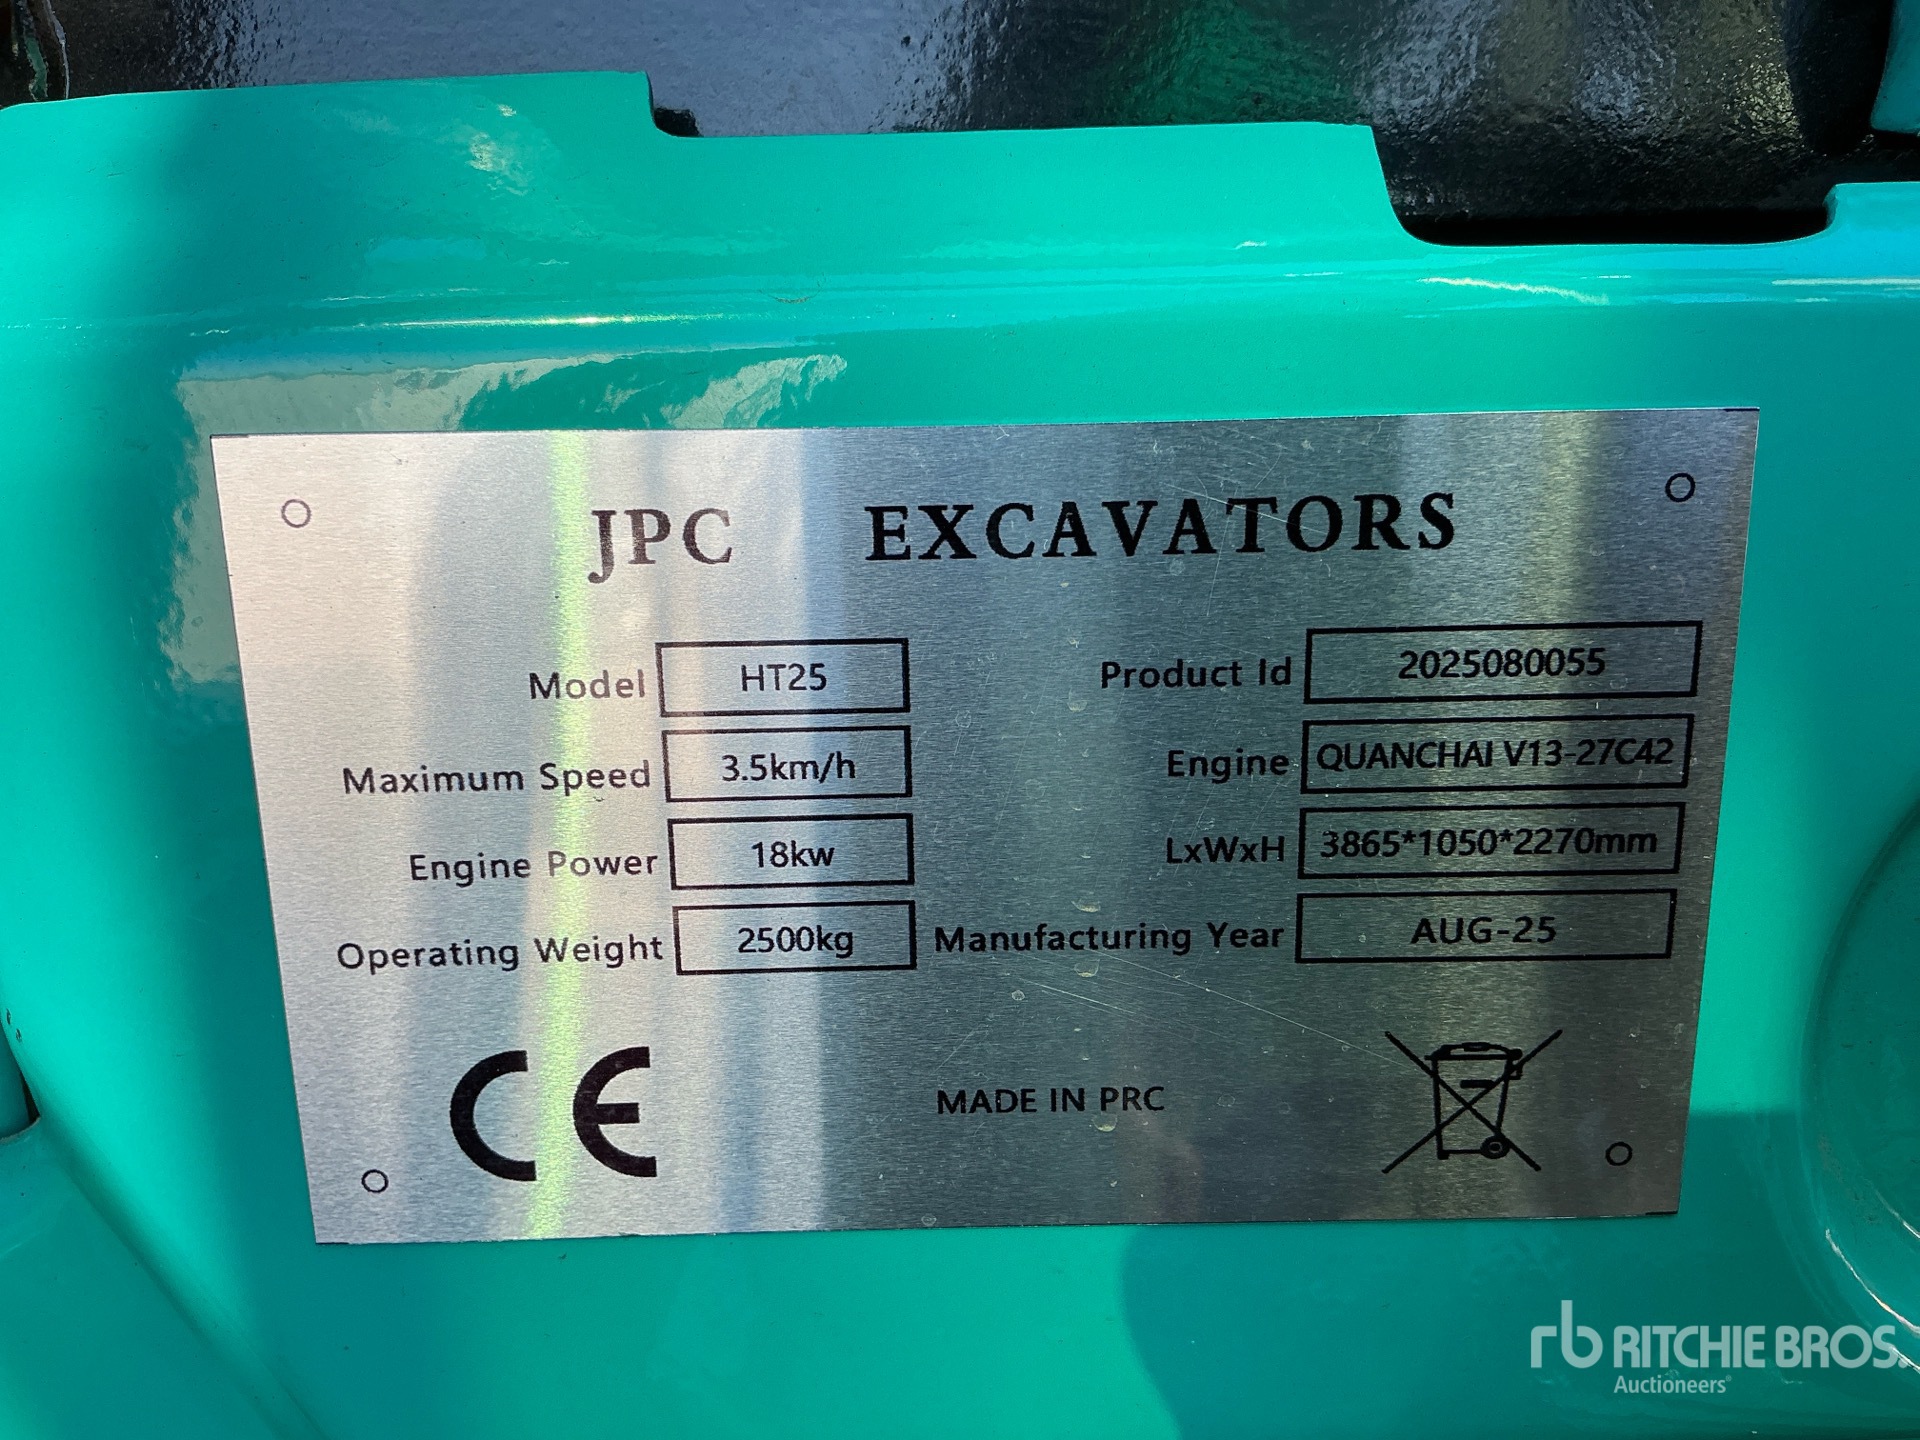 JPC EXCAVATORS
Model HT25
Product Id 2025080055
Maximum Speed 3.5km/h
Engine QUANCHAI V13-27C42
Engine Power 18kw
LxWxH 3865*1050*2270mm
Operating Weight 2500kg
Manufacturing Year AUG-25
CE
MADE IN PRC
rb RITCHIE BROS.
Auctioneers